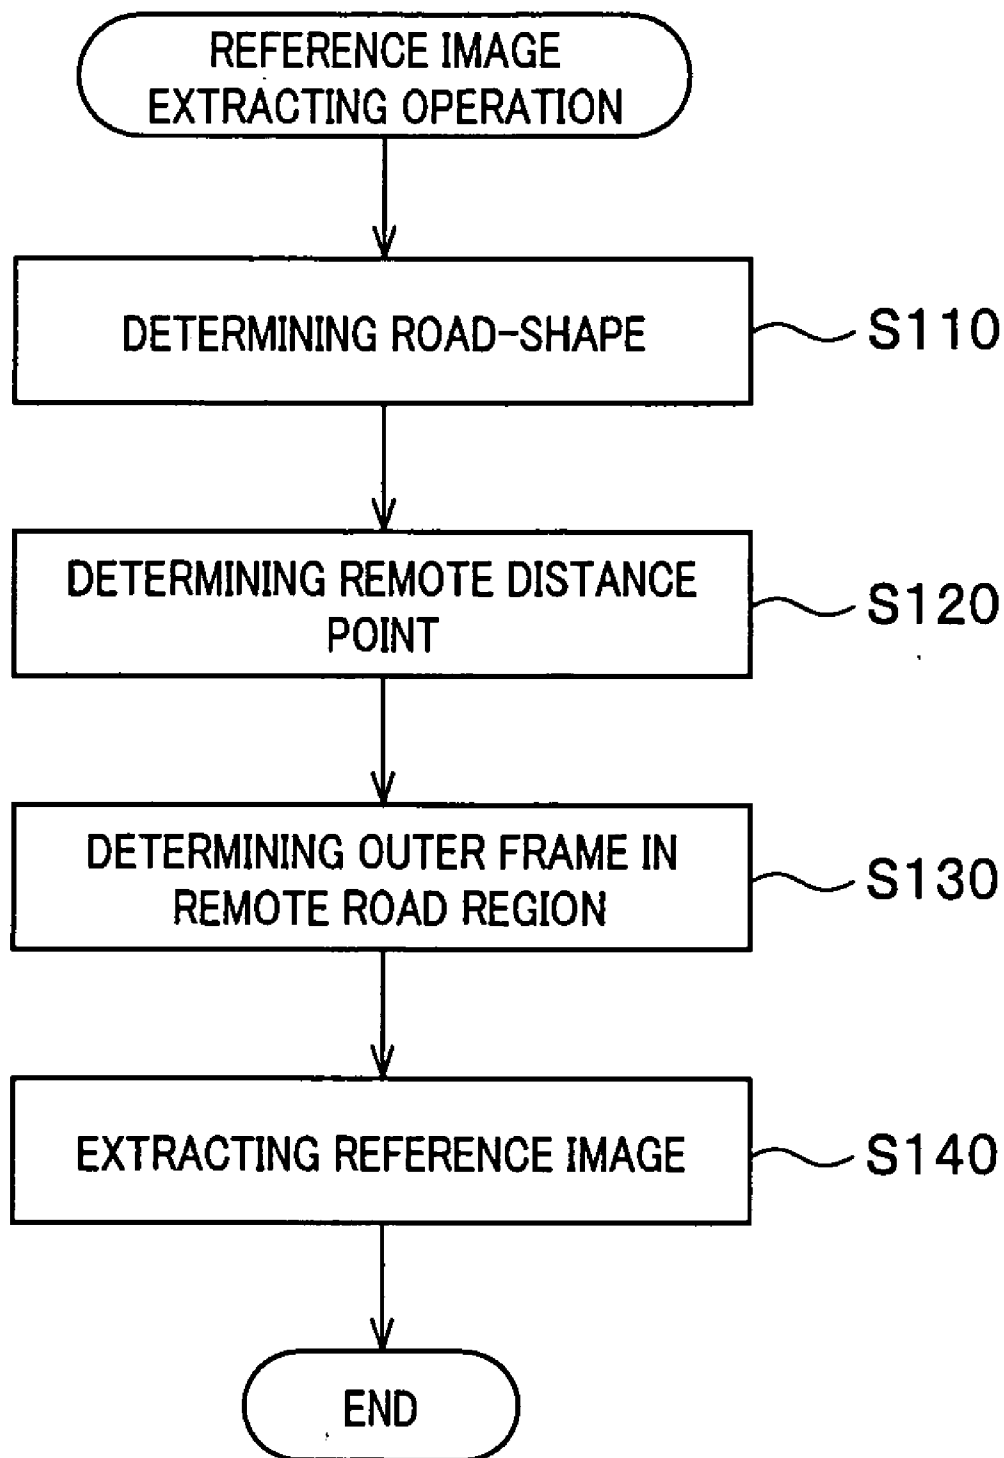 REFERENCE IMAGE
EXTRACTING OPERATION
DETERMINING ROAD-SHAPE
S110
DETERMINING REMOTE DISTANCE
POINT
S120
DETERMINING OUTER FRAME IN
REMOTE ROAD REGION
S130
EXTRACTING REFERENCE IMAGE
S140
END